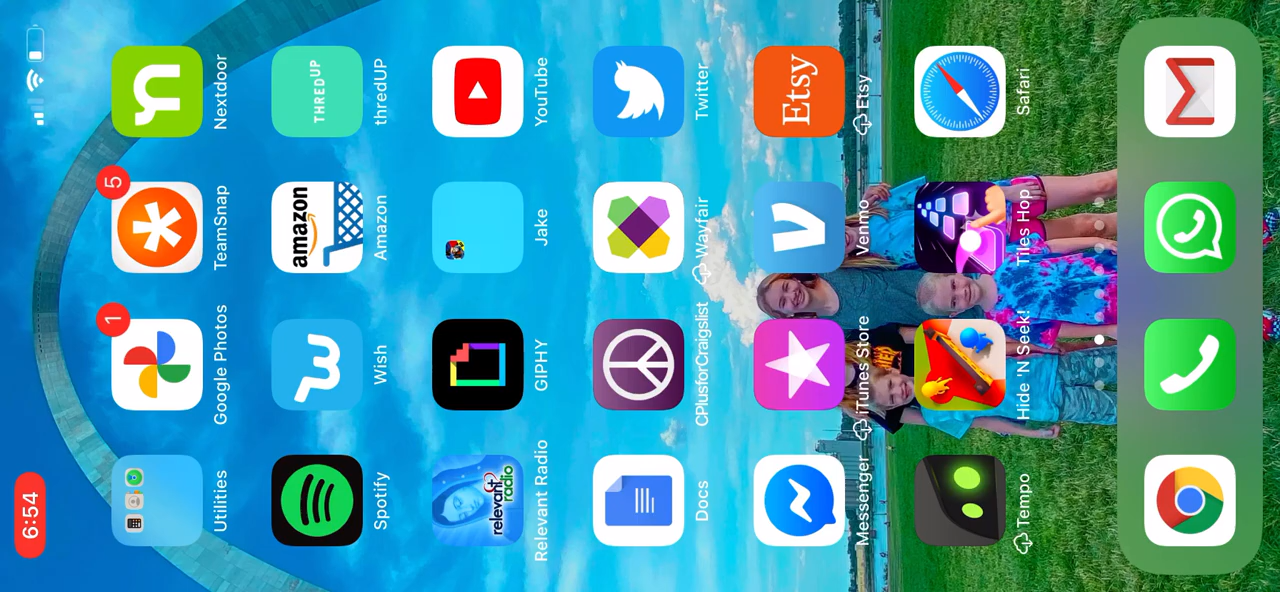 6:54
Utilities
1
Google Photos
5
TeamSnap
Nextdoor
Spotify
Wish
amazon
Amazon
THREDUP
thredUP
relevant
radio
Relevant Radio
GIPHY
Jake
YouTube
Docs
CPlusforCraigslist
Wayfair
Twitter
Messenger
iTunes Store
Venmo
Etsy
Etsy
Tempo
Hide 'N Seek!
Tiles Hop
Safari